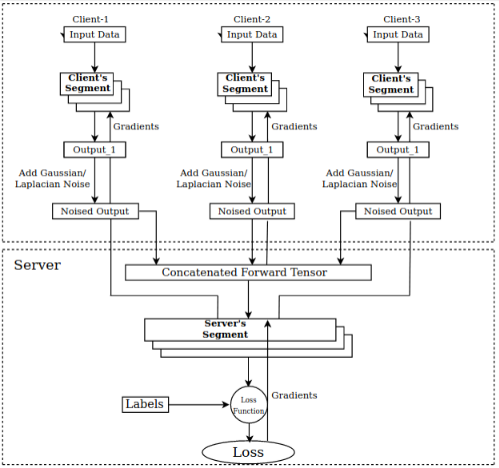 Client-1
Client-2
Client-3
Input Data
Input Data
Input Data
Client's
Segment
Client's
Segment
Client's
Segment
Gradients
Gradients
Gradients
Output_1
Output_1
Output_1
Add Gaussian/
Laplacian Noise
Add Gaussian/
Laplacian Noise
Add Gaussian/
Laplacian Noise
Noised Output
Noised Output
Noised Output
Server
Concatenated Forward Tensor
Server's
Segment
Gradients
Labels
Loss
Function
Loss